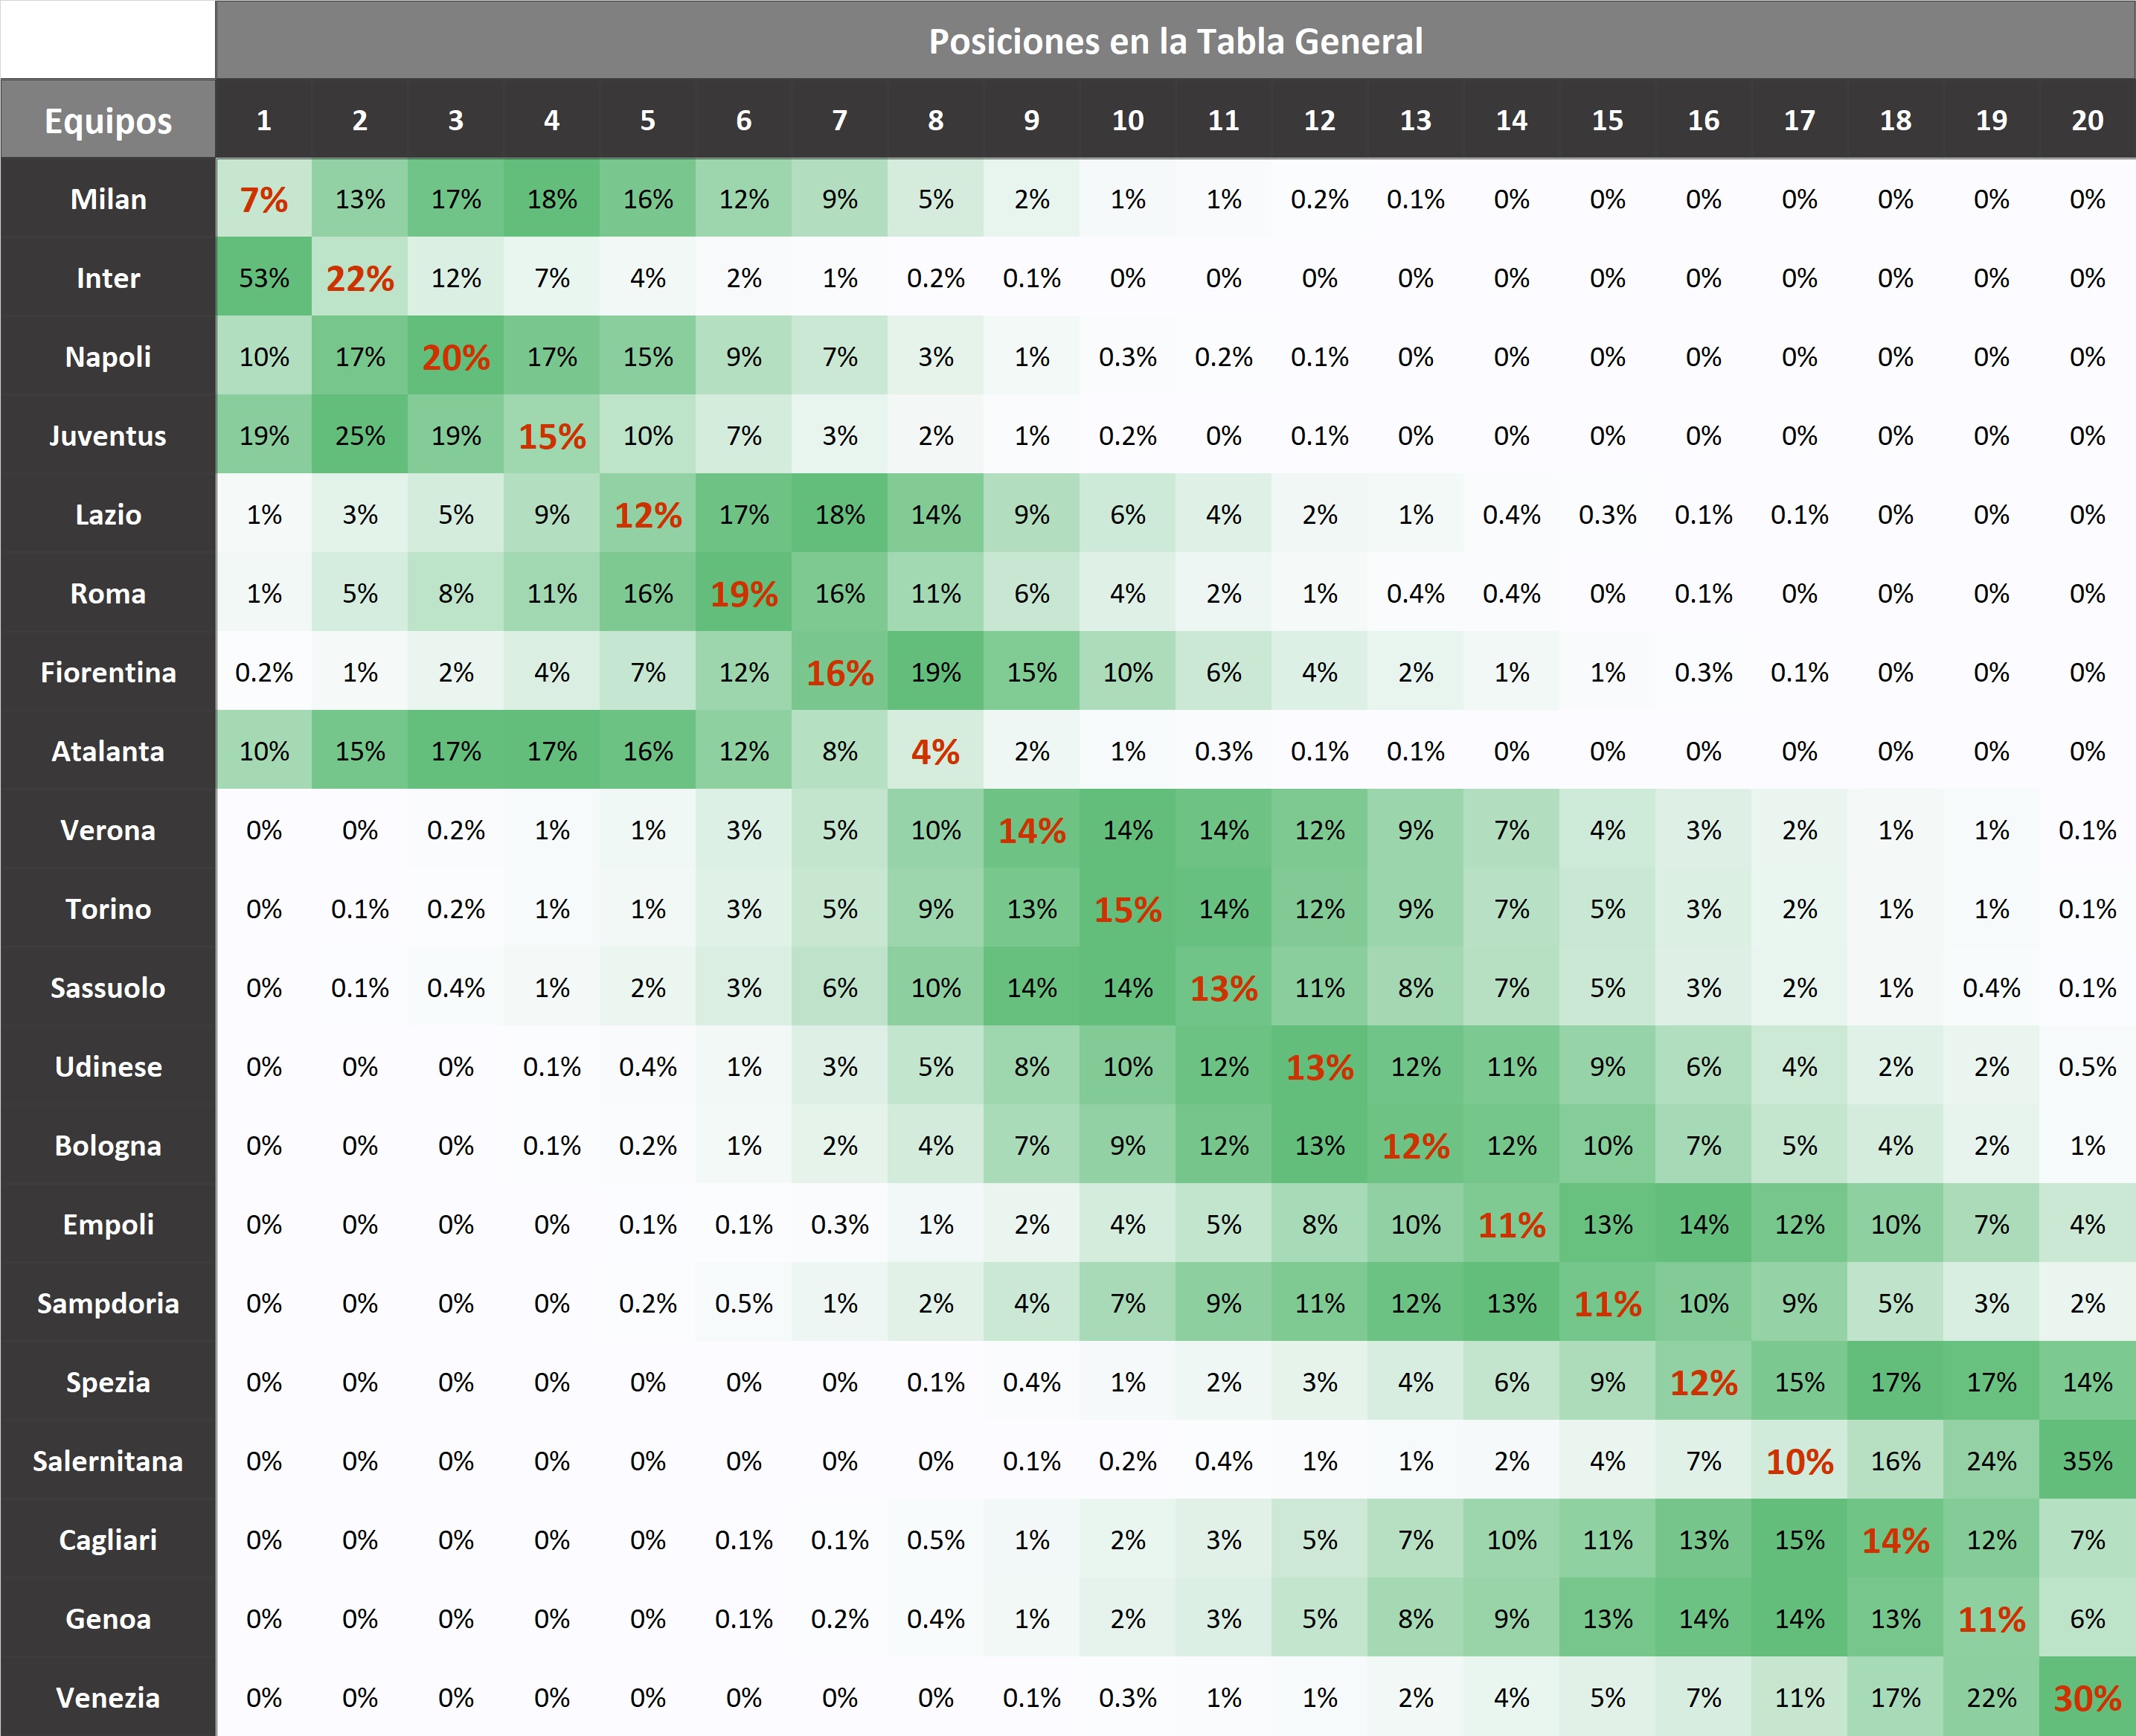 Posiciones en la Tabla General
Equipos 1 2 3 4 5 6 7 8 9 10 11 12 13 14 15 16 17 18 19 20
Milan 7% 13% 17% 18% 16% 12% 9% 5% 2% 1% 1% 0.2% 0.1% 0% 0% 0% 0% 0% 0% 0%
Inter 53% 22% 12% 7% 4% 2% 1% 0.2% 0.1% 0% 0% 0% 0% 0% 0% 0% 0% 0% 0% 0%
Napoli 10% 17% 20% 17% 15% 9% 7% 3% 1% 0.3% 0.2% 0.1% 0% 0% 0% 0% 0% 0% 0% 0%
Juventus 19% 25% 19% 15% 10% 7% 3% 2% 1% 0.2% 0% 0.1% 0% 0% 0% 0% 0% 0% 0% 0%
Lazio 1% 3% 5% 9% 12% 17% 18% 14% 9% 6% 4% 2% 1% 0.4% 0.3% 0.1% 0.1% 0% 0% 0%
Roma 1% 5% 8% 11% 16% 19% 16% 11% 6% 4% 2% 1% 0.4% 0.4% 0% 0.1% 0% 0% 0% 0%
Fiorentina 0.2% 1% 2% 4% 7% 12% 16% 19% 15% 10% 6% 4% 2% 1% 1% 0.3% 0.1% 0% 0% 0%
Atalanta 10% 15% 17% 17% 16% 12% 8% 4% 2% 1% 0.3% 0.1% 0.1% 0% 0% 0% 0% 0% 0% 0%
Verona 0% 0% 0.2% 1% 1% 3% 5% 10% 14% 14% 14% 12% 9% 7% 4% 3% 2% 1% 1% 0.1%
Torino 0% 0.1% 0.2% 1% 1% 3% 5% 9% 13% 15% 14% 12% 9% 7% 5% 3% 2% 1% 1% 0.1%
Sassuolo 0% 0.1% 0.4% 1% 2% 3% 6% 10% 14% 14% 13% 11% 8% 7% 5% 3% 2% 1% 0.4% 0.1%
Udinese 0% 0% 0% 0.1% 0.4% 1% 3% 5% 8% 10% 12% 13% 12% 11% 9% 6% 4% 2% 2% 0.5%
Bologna 0% 0% 0% 0.1% 0.2% 1% 2% 4% 7% 9% 12% 13% 12% 12% 10% 7% 5% 4% 2% 1%
Empoli 0% 0% 0% 0% 0.1% 0.1% 0.3% 1% 2% 4% 5% 8% 10% 11% 13% 14% 12% 10% 7% 4%
Sampdoria 0% 0% 0% 0% 0.2% 0.5% 1% 2% 4% 7% 9% 11% 12% 13% 11% 10% 9% 5% 3% 2%
Spezia 0% 0% 0% 0% 0% 0% 0% 0.1% 0.4% 1% 2% 3% 4% 6% 9% 12% 15% 17% 17% 14%
Salernitana 0% 0% 0% 0% 0% 0% 0% 0% 0.1% 0.2% 0.4% 1% 1% 2% 4% 7% 10% 16% 24% 35%
Cagliari 0% 0% 0% 0% 0% 0.1% 0.1% 0.5% 1% 2% 3% 5% 7% 10% 11% 13% 15% 14% 12% 7%
Genoa 0% 0% 0% 0% 0% 0.1% 0.2% 0.4% 1% 2% 3% 5% 8% 9% 13% 14% 14% 13% 11% 6%
Venezia 0% 0% 0% 0% 0% 0% 0% 0% 0.1% 0.3% 1% 1% 2% 4% 5% 7% 11% 17% 22% 30%